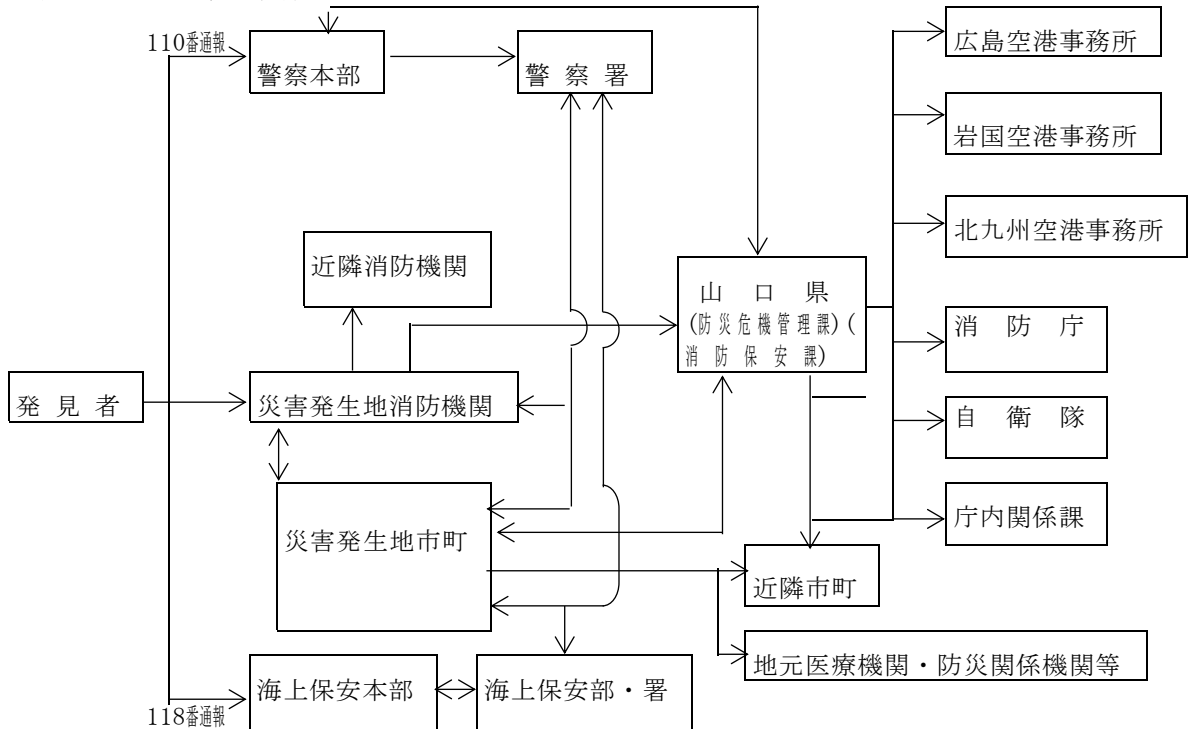 110番通報
警察本部
警 察 署
広島空港事務所
岩国空港事務所
北九州空港事務所
近隣消防機関
山 口 県
(防災危機管理課)(
消防保安課)
消 防 庁
発 見 者
災害発生地消防機関
自 衛 隊
災害発生地市町
庁内関係課
近隣市町
地元医療機関・防災関係機関等
海上保安本部
海上保安部・署
118番通報